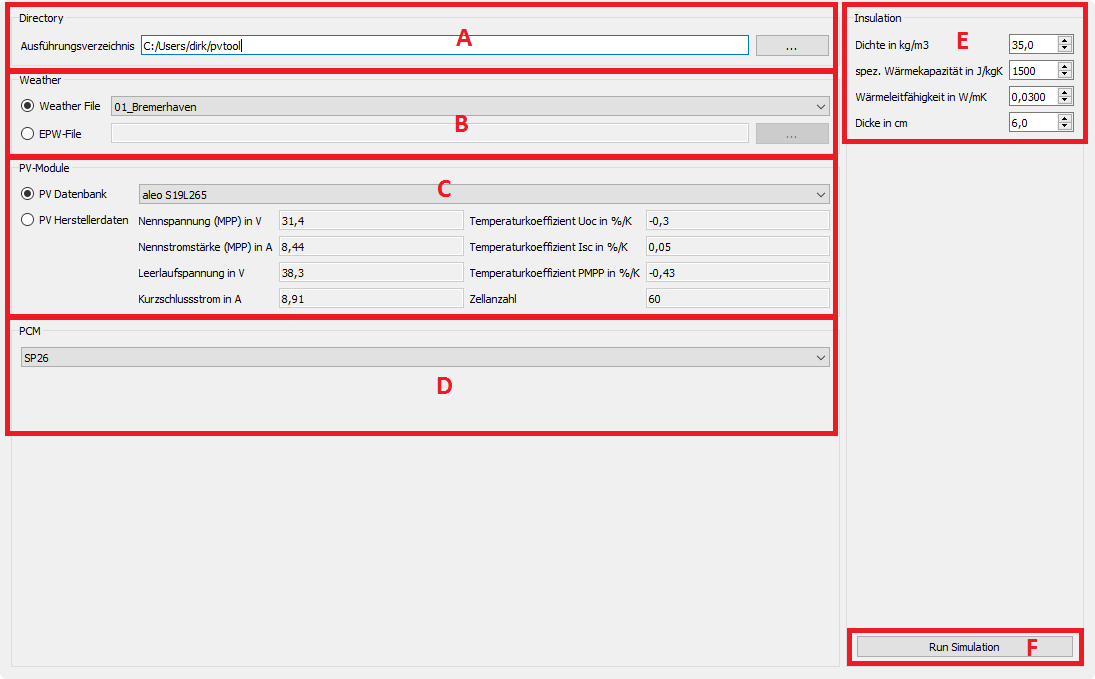 Directory
Ausführungsverzeichnis C:/Users/dirk/pvtool ...
A
Weather
Weather File 01_Bremerhaven
B
EPW-File ...
PV-Module
C
PV Datenbank aleo S19L265
PV Herstellerdaten Nennspannung (MPP) in V 31,4 Temperaturkoeffizient Uoc in %/K -0,3
Nennstromstärke (MPP) in A 8,44 Temperaturkoeffizient Isc in %/K 0,05
Leerlaufspannung in V 38,3 Temperaturkoeffizient PMPP in %/K -0,43
Kurzschlussstrom in A 8,91 Zellanzahl 60
PCM
SP26
D
Insulation
E
Dichte in kg/m3 35,0
spez. Wärmekapazität in J/kgK 1500
Wärmeleitfähigkeit in W/mK 0,0300
Dicke in cm 6,0
Run Simulation F